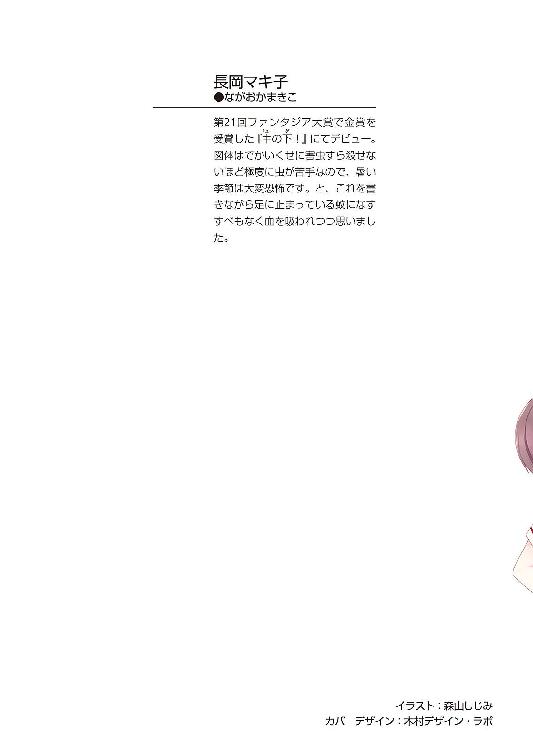 長岡マキ子
●ながおかまきこ
第21回ファンタジア大賞で金賞を
受賞した『中の下！』にてデビュー。
図体はでかいくせに害虫すら殺せな
いほど極度に虫が苦手なので、暑い
季節は大変恐怖です。と、これを書
きながら足に止まっている蚊になす
すべもなく血を吸われつつ思いまし
た。
イラスト：森山しじみ
カバーデザイン：木村デザイン・ラボ